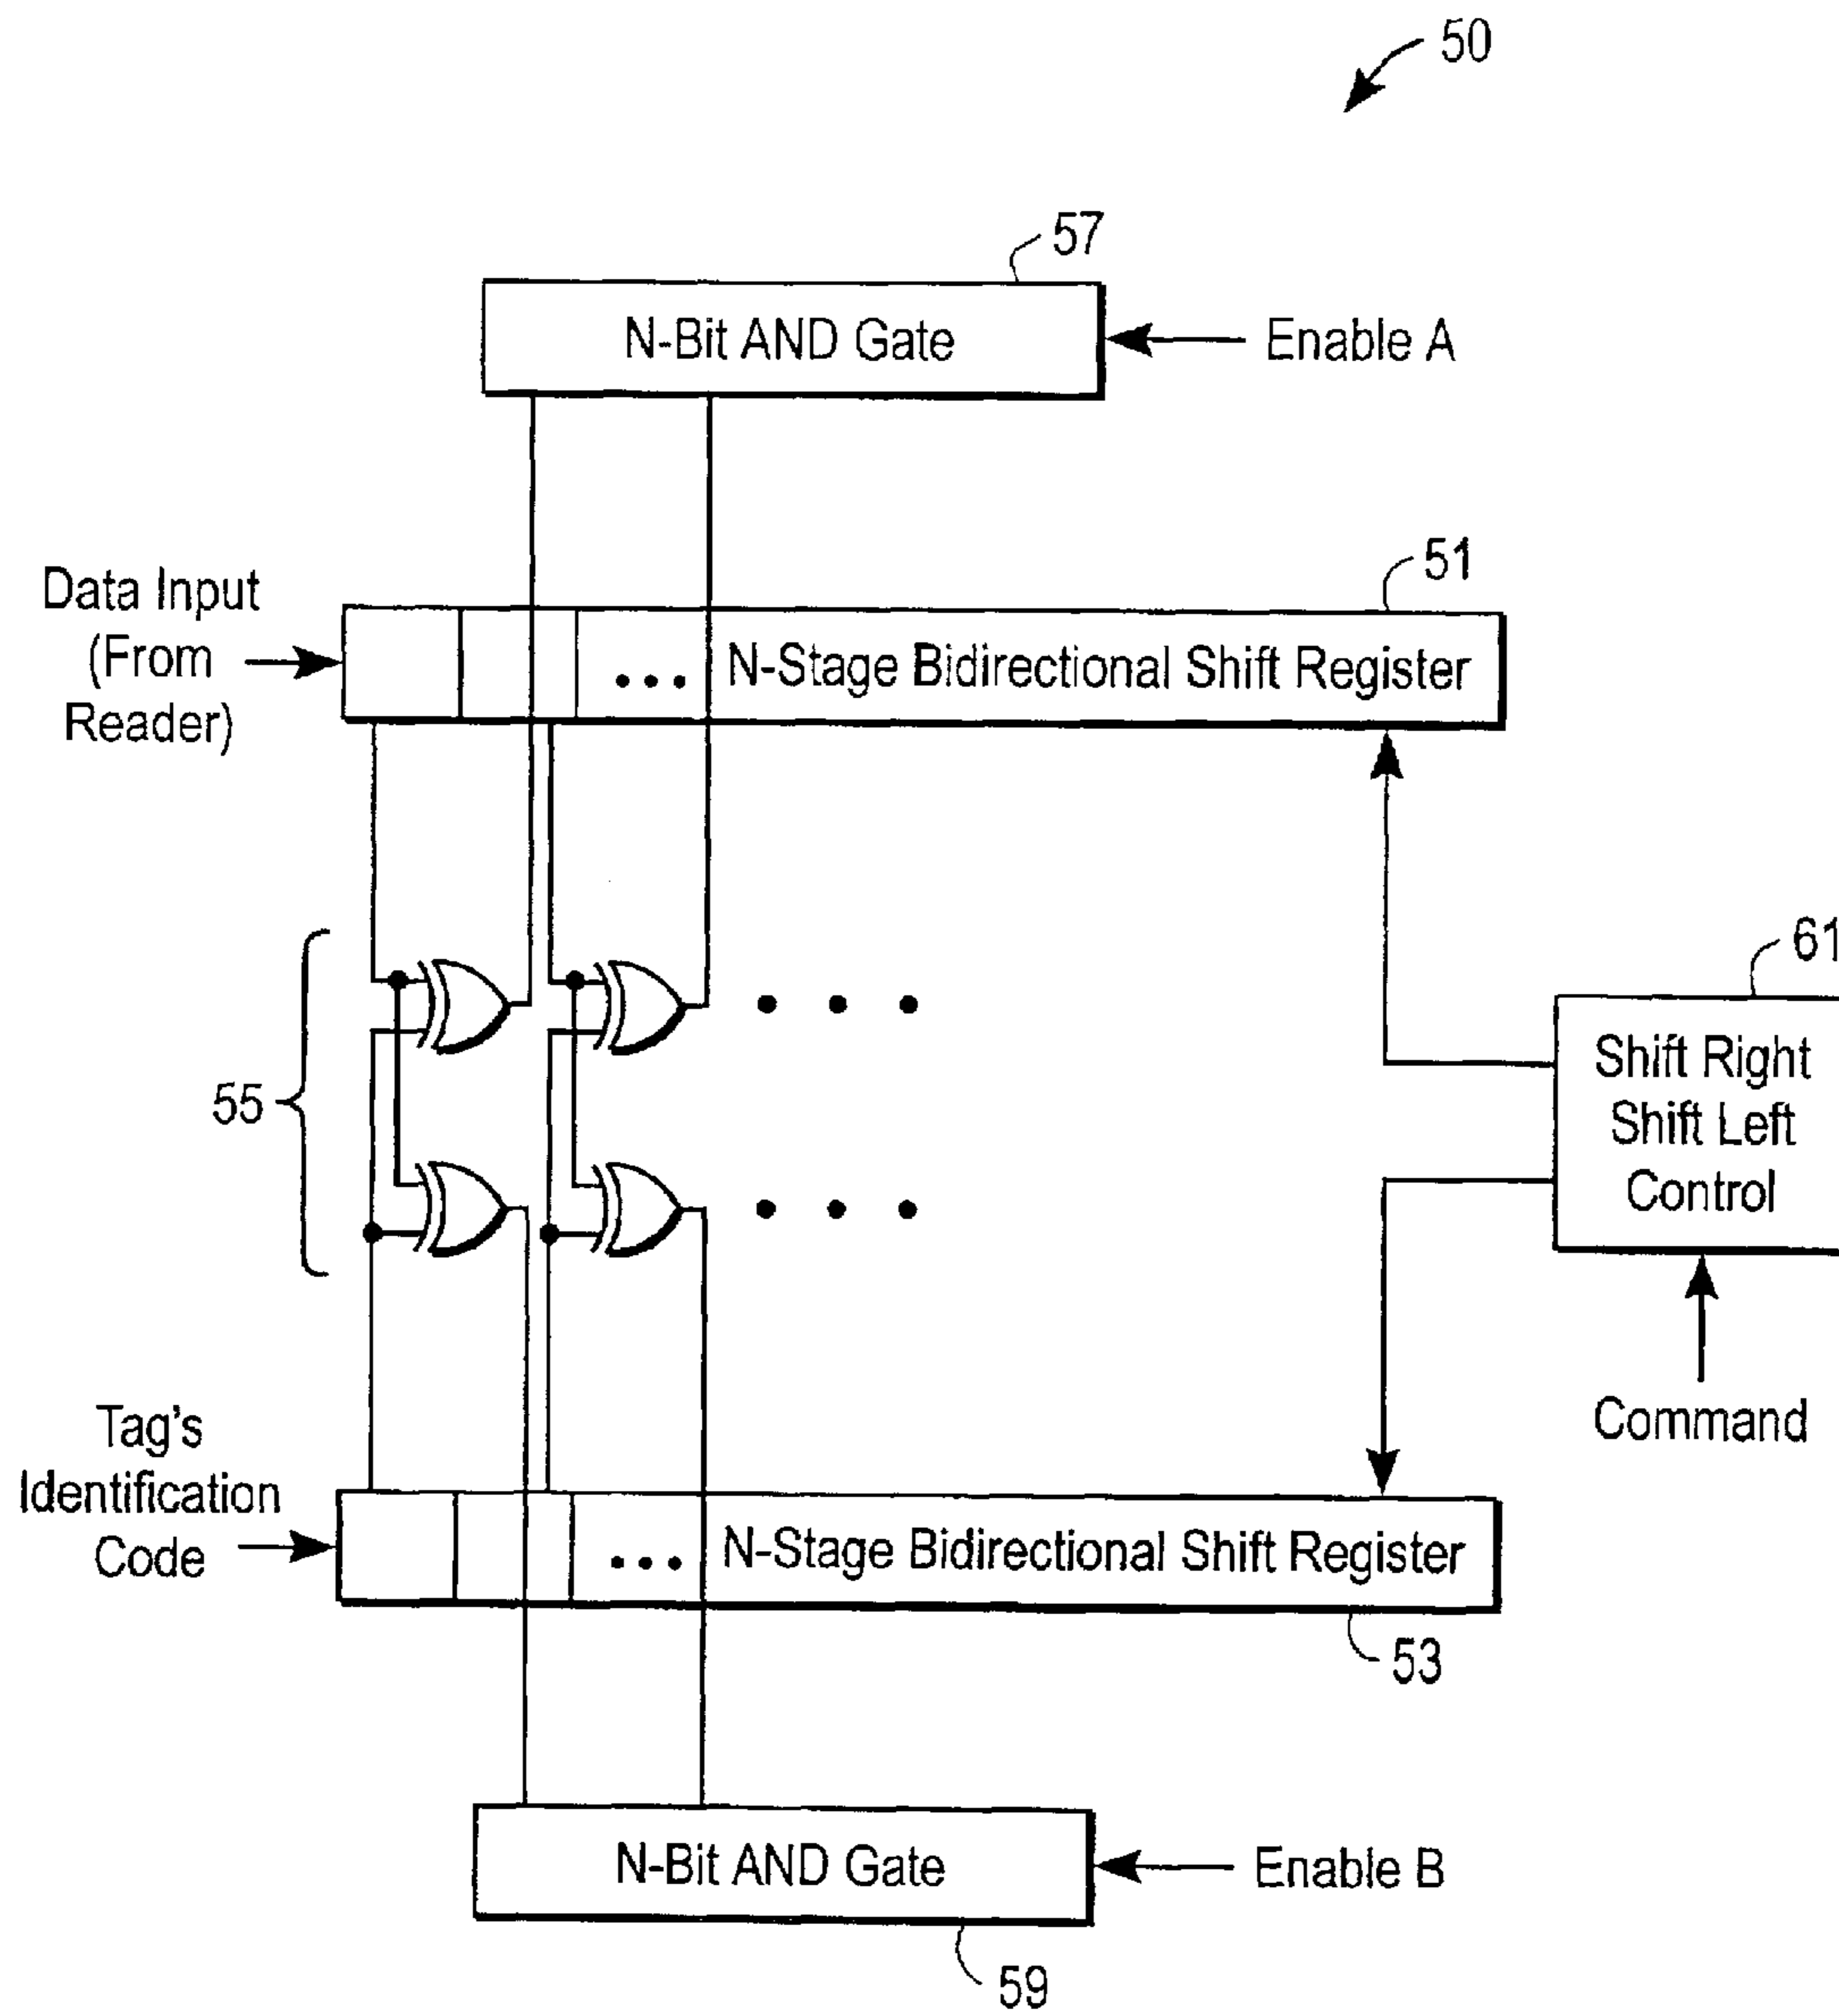 50
57
N-Bit AND Gate
Enable A
51
Data Input
(From
Reader)
... N-Stage Bidirectional Shift Register
61
55
Shift Right
Shift Left
Control
Command
Tag's
Identification
Code
... N-Stage Bidirectional Shift Register
53
N-Bit AND Gate
Enable B
59